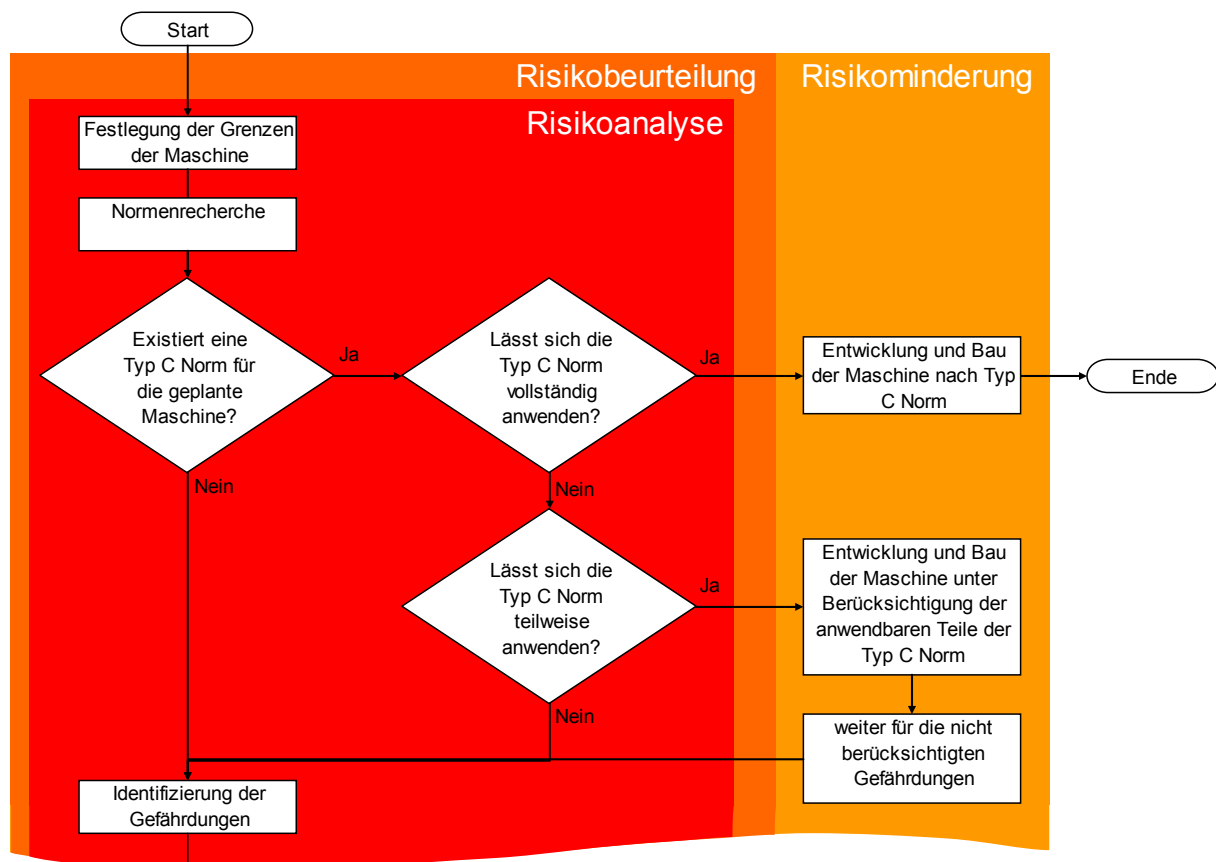 Start
Risikobeurteilung
Risikominderung
Risikoanalyse
Festlegung der Grenzen
der Maschine
Normenrecherche
Existiert eine
Typ C Norm für
die geplante
Maschine?
Ja
Lässt sich die
Typ C Norm
vollständig
anwenden?
Ja
Entwicklung und Bau
der Maschine nach Typ
C Norm
Ende
Nein
Nein
Lässt sich die
Typ C Norm
teilweise
anwenden?
Ja
Entwicklung und Bau
der Maschine unter
Berücksichtigung der
anwendbaren Teile der
Typ C Norm
Nein
weiter für die nicht
berücksichtigten
Gefährdungen
Identifizierung der
Gefährdungen